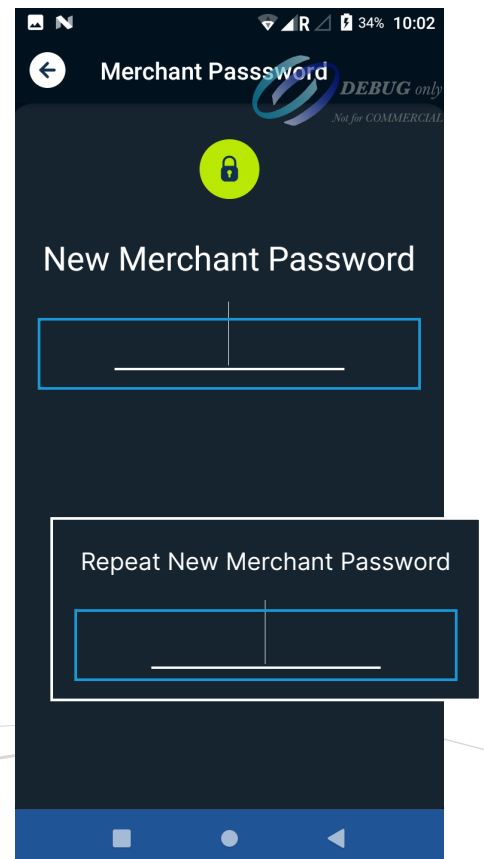 R 34% 10:02
Merchant Passsword
DEBUG only
Not for COMMERCIAL
New Merchant Password
Repeat New Merchant Password